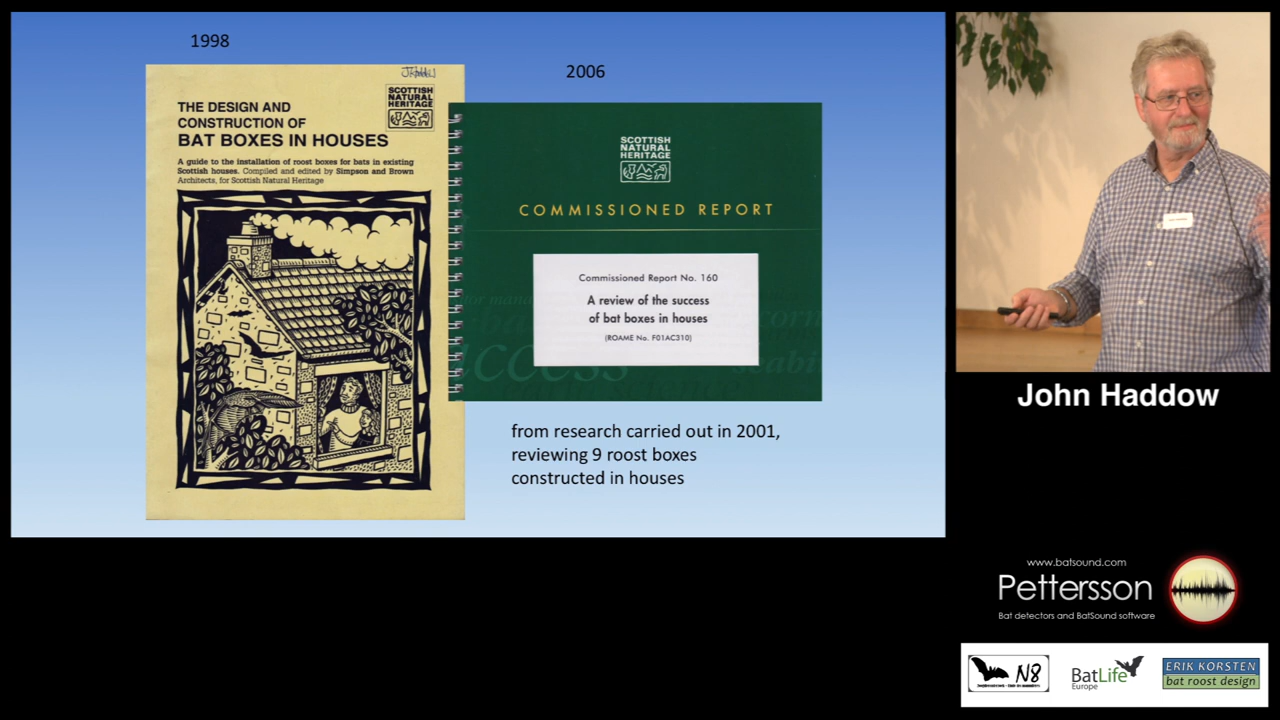 1998
2006
J Haddow
SCOTTISH
NATURAL
HERITAGE
THE DESIGN AND
CONSTRUCTION OF
BAT BOXES IN HOUSES
A guide to the installation of roost boxes for bats in existing
Scottish houses. Compiled and edited by Simpson and Brown
Architects, for Scottish Natural Heritage
SCOTTISH
NATURAL
HERITAGE
COMMISSIONED REPORT
Commissioned Report No. 160
A review of the success
of bat boxes in houses
(ROAME No. F01AC310)
from research carried out in 2001,
reviewing 9 roost boxes
constructed in houses
John Haddow
www.batsound.com
Pettersson
Bat detectors and BatSound software
N8
BatLife
Europe
ERIK KORSTEN
bat roost design